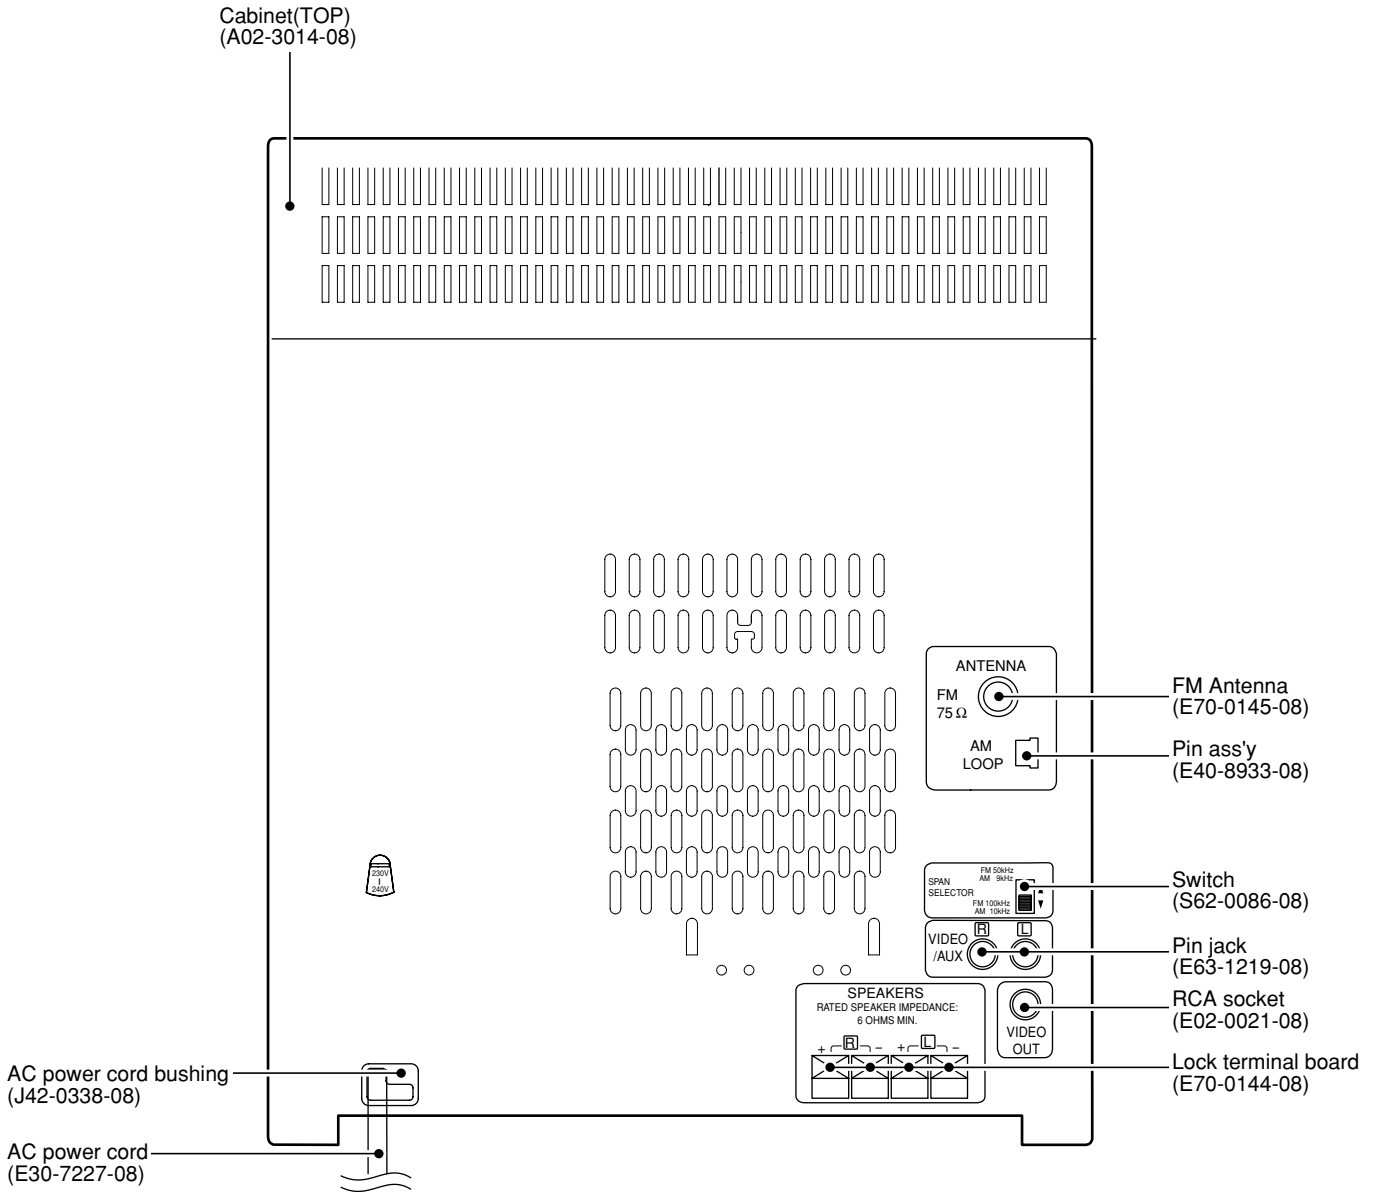 Cabinet(TOP)
(A02-3014-08)
ANTENNA
FM
75 Ω
AM
LOOP
FM Antenna
(E70-0145-08)
Pin ass'y
(E40-8933-08)
230V
240V
SPAN
SELECTOR
FM 50kHz
AM 9kHz
FM 100kHz
AM 10kHz
Switch
(S62-0086-08)
VIDEO
/AUX
R
L
Pin jack
(E63-1219-08)
SPEAKERS
RATED SPEAKER IMPEDANCE:
6 OHMS MIN.
+ R − + L −
VIDEO
OUT
RCA socket
(E02-0021-08)
Lock terminal board
(E70-0144-08)
AC power cord bushing
(J42-0338-08)
AC power cord
(E30-7227-08)